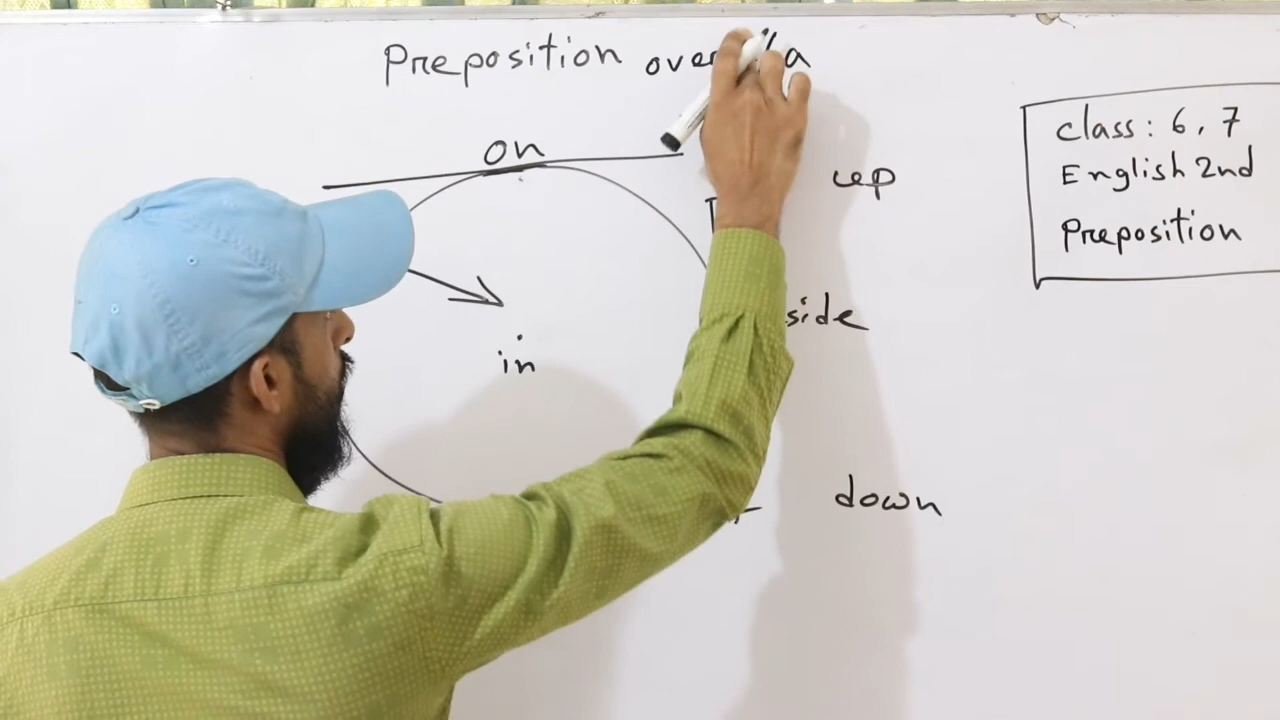 Preposition over
on
up
side
in
down
class: 6, 7
English 2nd
Preposition